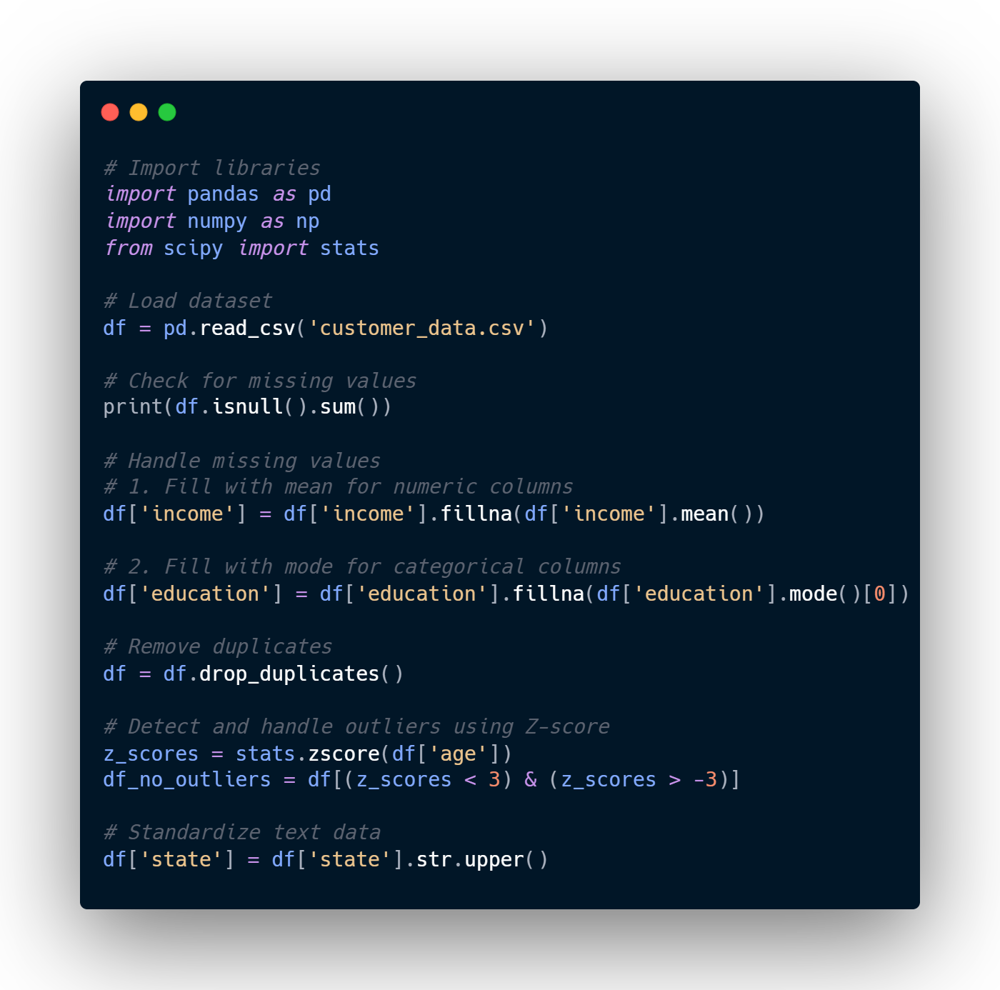 # Import libraries
import pandas as pd
import numpy as np
from scipy import stats
# Load dataset
df = pd.read_csv('customer_data.csv')
# Check for missing values
print(df.isnull().sum())
# Handle missing values
# 1. Fill with mean for numeric columns
df['income'] = df['income'].fillna(df['income'].mean())
# 2. Fill with mode for categorical columns
df['education'] = df['education'].fillna(df['education'].mode()[0])
# Remove duplicates
df = df.drop_duplicates()
# Detect and handle outliers using Z-score
z_scores = stats.zscore(df['age'])
df_no_outliers = df[(z_scores < 3) & (z_scores > -3)]
# Standardize text data
df['state'] = df['state'].str.upper()